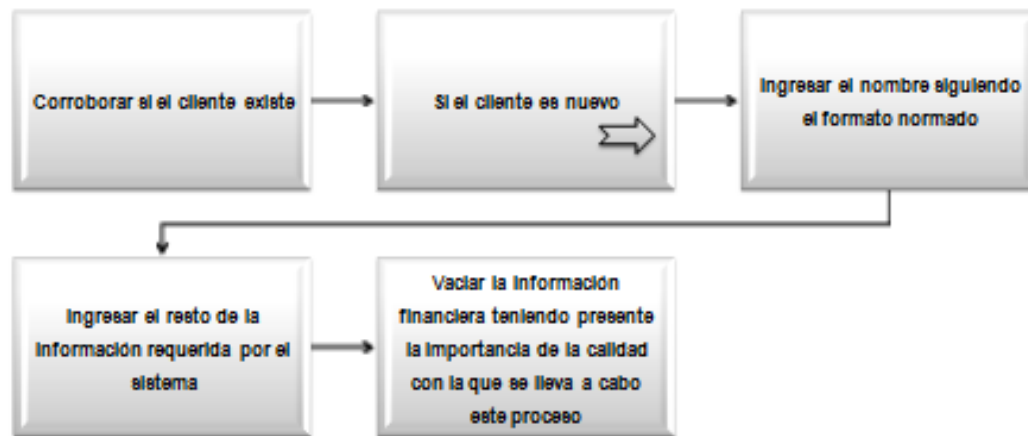 Corroborar si el cliente existe
Si el cliente es nuevo
Ingresar el nombre siguiendo
el formato normado
Ingresar el resto de la
información requerida por el
sistema
Vaciar la información
financiera teniendo presente
la importancia de la calidad
con la que se lleva a cabo
este proceso